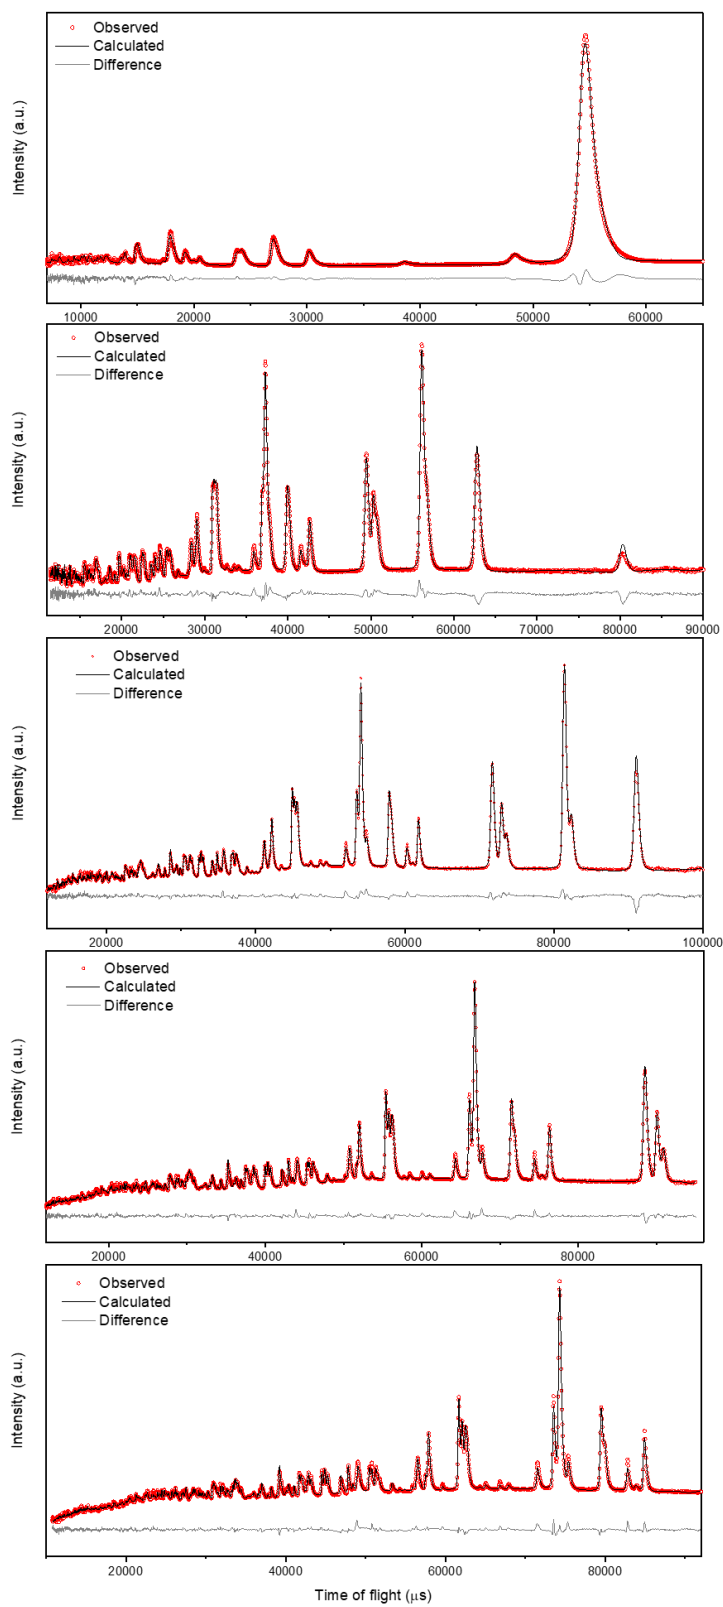 Observed
Calculated
Difference
Intensity (a.u.)
10000 20000 30000 40000 50000 60000
Observed
Calculated
Difference
Intensity (a.u.)
20000 30000 40000 50000 60000 70000 80000 90000
Observed
Calculated
Difference
Intensity (a.u.)
20000 40000 60000 80000 100000
Observed
Calculated
Difference
Intensity (a.u.)
20000 40000 60000 80000
Observed
Calculated
Difference
Intensity (a.u.)
20000 40000 60000 80000
Time of flight (μs)